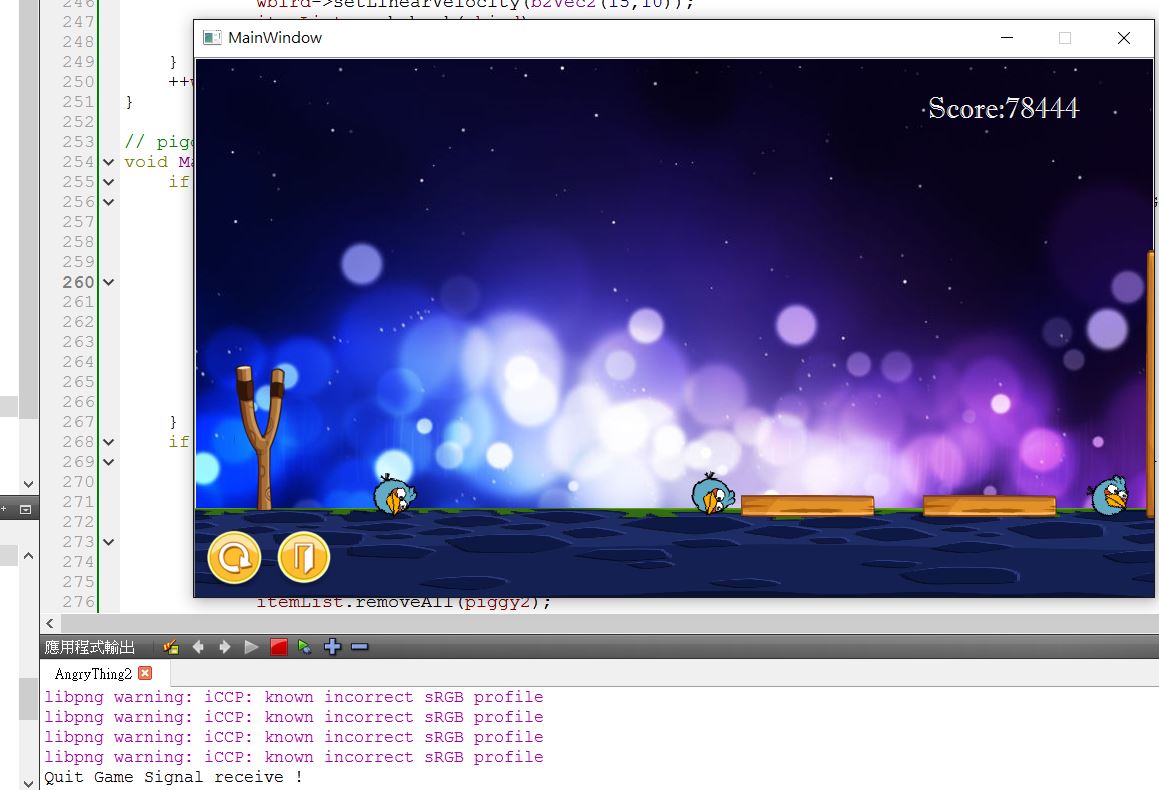 246 wbird->setLinearVelocity(b2Vec2(15,10));
247
248
249 }
250
251 }
252
253 //
254 void
255 if
256
257
258
259
260
261
262
263
264
265
266
267 }
268 if
269
270
271
272
273
274
275
276 itemList.removeAll(piggy2);
MainWindow
Score:78444
應用程式輸出
AngryThing2
libpng warning: iCCP: known incorrect sRGB profile
libpng warning: iCCP: known incorrect sRGB profile
libpng warning: iCCP: known incorrect sRGB profile
libpng warning: iCCP: known incorrect sRGB profile
Quit Game Signal receive !